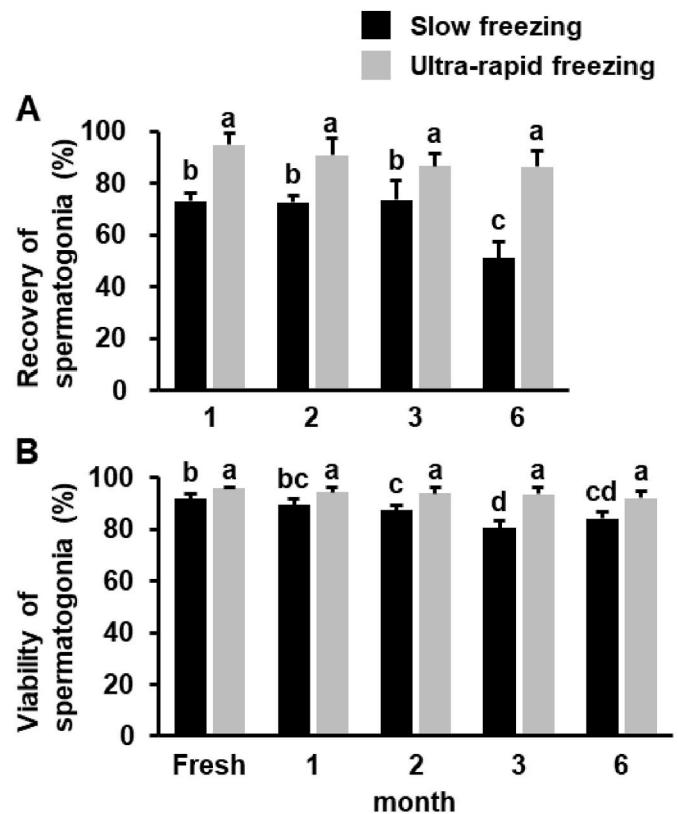 Slow freezing
Ultra-rapid freezing
A
Recovery of
spermatogonia (%)
100
80
60
40
20
0
b
a
b
a
b
a
c
a
1
2
3
6
B
Viability of
spermatogonia (%)
100
80
60
40
20
0
b
a
bc
a
c
a
d
a
cd
a
Fresh
1
2
3
6
month